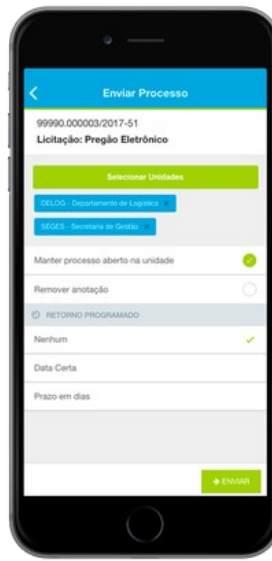 Enviar Processo
99990.000003/2017-51
Licitação: Pregão Eletrônico
Selecionar Unidades
DELOG - Departamento de Logística ×
SEGES - Secretaria de Gestão ×
Manter processo aberto na unidade
Remover anotação
RETORNO PROGRAMADO
Nenhum
Data Certa
Prazo em dias
ENVIAR